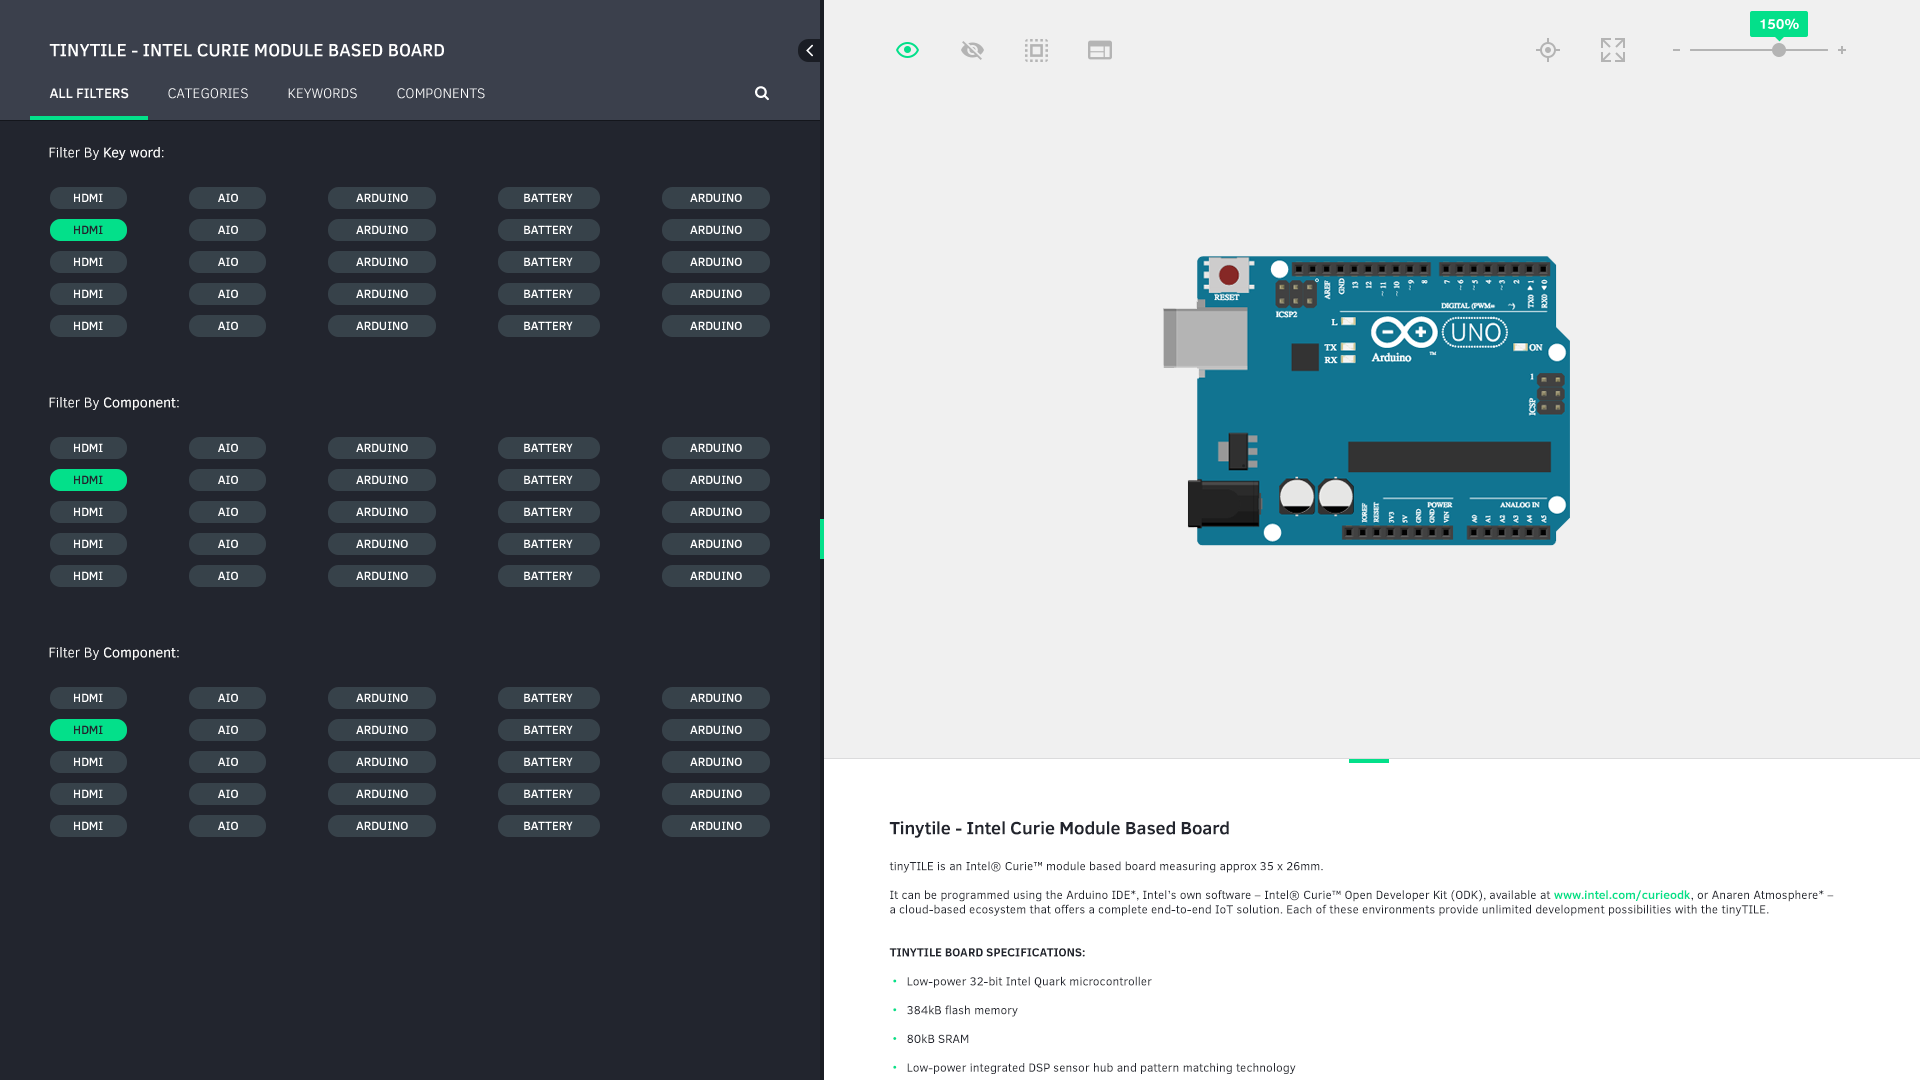 TINYTILE - INTEL CURIE MODULE BASED BOARD
ALL FILTERS CATEGORIES KEYWORDS COMPONENTS
Filter By Key word:
HDMI AIO ARDUINO BATTERY ARDUINO
HDMI AIO ARDUINO BATTERY ARDUINO
HDMI AIO ARDUINO BATTERY ARDUINO
HDMI AIO ARDUINO BATTERY ARDUINO
HDMI AIO ARDUINO BATTERY ARDUINO
Filter By Component:
HDMI AIO ARDUINO BATTERY ARDUINO
HDMI AIO ARDUINO BATTERY ARDUINO
HDMI AIO ARDUINO BATTERY ARDUINO
HDMI AIO ARDUINO BATTERY ARDUINO
HDMI AIO ARDUINO BATTERY ARDUINO
Filter By Component:
HDMI AIO ARDUINO BATTERY ARDUINO
HDMI AIO ARDUINO BATTERY ARDUINO
HDMI AIO ARDUINO BATTERY ARDUINO
HDMI AIO ARDUINO BATTERY ARDUINO
HDMI AIO ARDUINO BATTERY ARDUINO
150%
RESET
ICSP2
AREF GND 13 12 ~11 ~10 ~9 8 7 ~6 ~5 4 ~3 2 TX0 ▶1 RX0 ◀0
DIGITAL (PWM= ~)
L
TX
RX
UNO
Arduino ™
ON
1
ICSP
POWER
ANALOG IN
IOREF RESET 3V3 5V GND GND VIN A0 A1 A2 A3 A4 A5
Tinytile - Intel Curie Module Based Board
tinyTILE is an Intel® Curie™ module based board measuring approx 35 x 26mm.
It can be programmed using the Arduino IDE*, Intel's own software – Intel® Curie™ Open Developer Kit (ODK), available at www.intel.com/curieodk, or Anaren Atmosphere* –
a cloud-based ecosystem that offers a complete end-to-end IoT solution. Each of these environments provide unlimited development possibilities with the tinyTILE.
TINYTILE BOARD SPECIFICATIONS:
• Low-power 32-bit Intel Quark microcontroller
• 384kB flash memory
• 80kB SRAM
• Low-power integrated DSP sensor hub and pattern matching technology